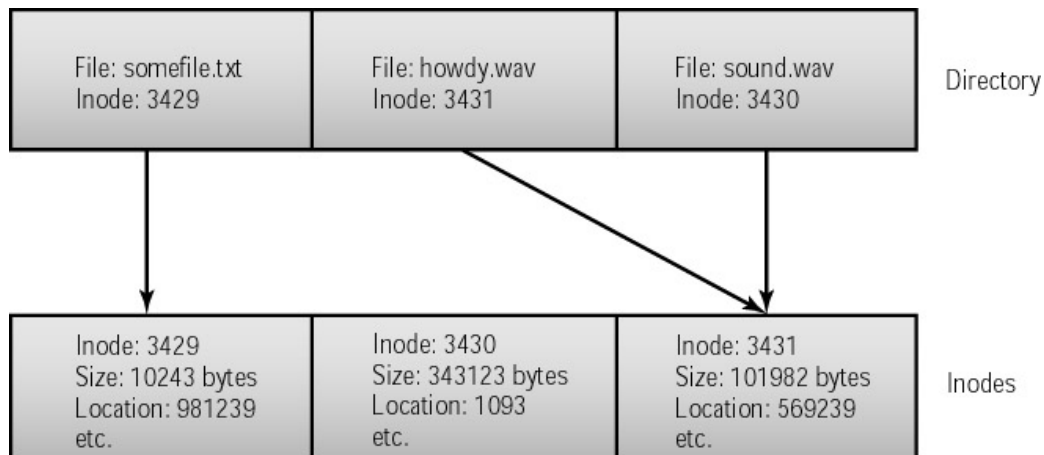 File: somefile.txt
Inode: 3429
File: howdy.wav
Inode: 3431
File: sound.wav
Inode: 3430
Directory
Inode: 3429
Size: 10243 bytes
Location: 981239
etc.
Inode: 3430
Size: 343123 bytes
Location: 1093
etc.
Inode: 3431
Size: 101982 bytes
Location: 569239
etc.
Inodes